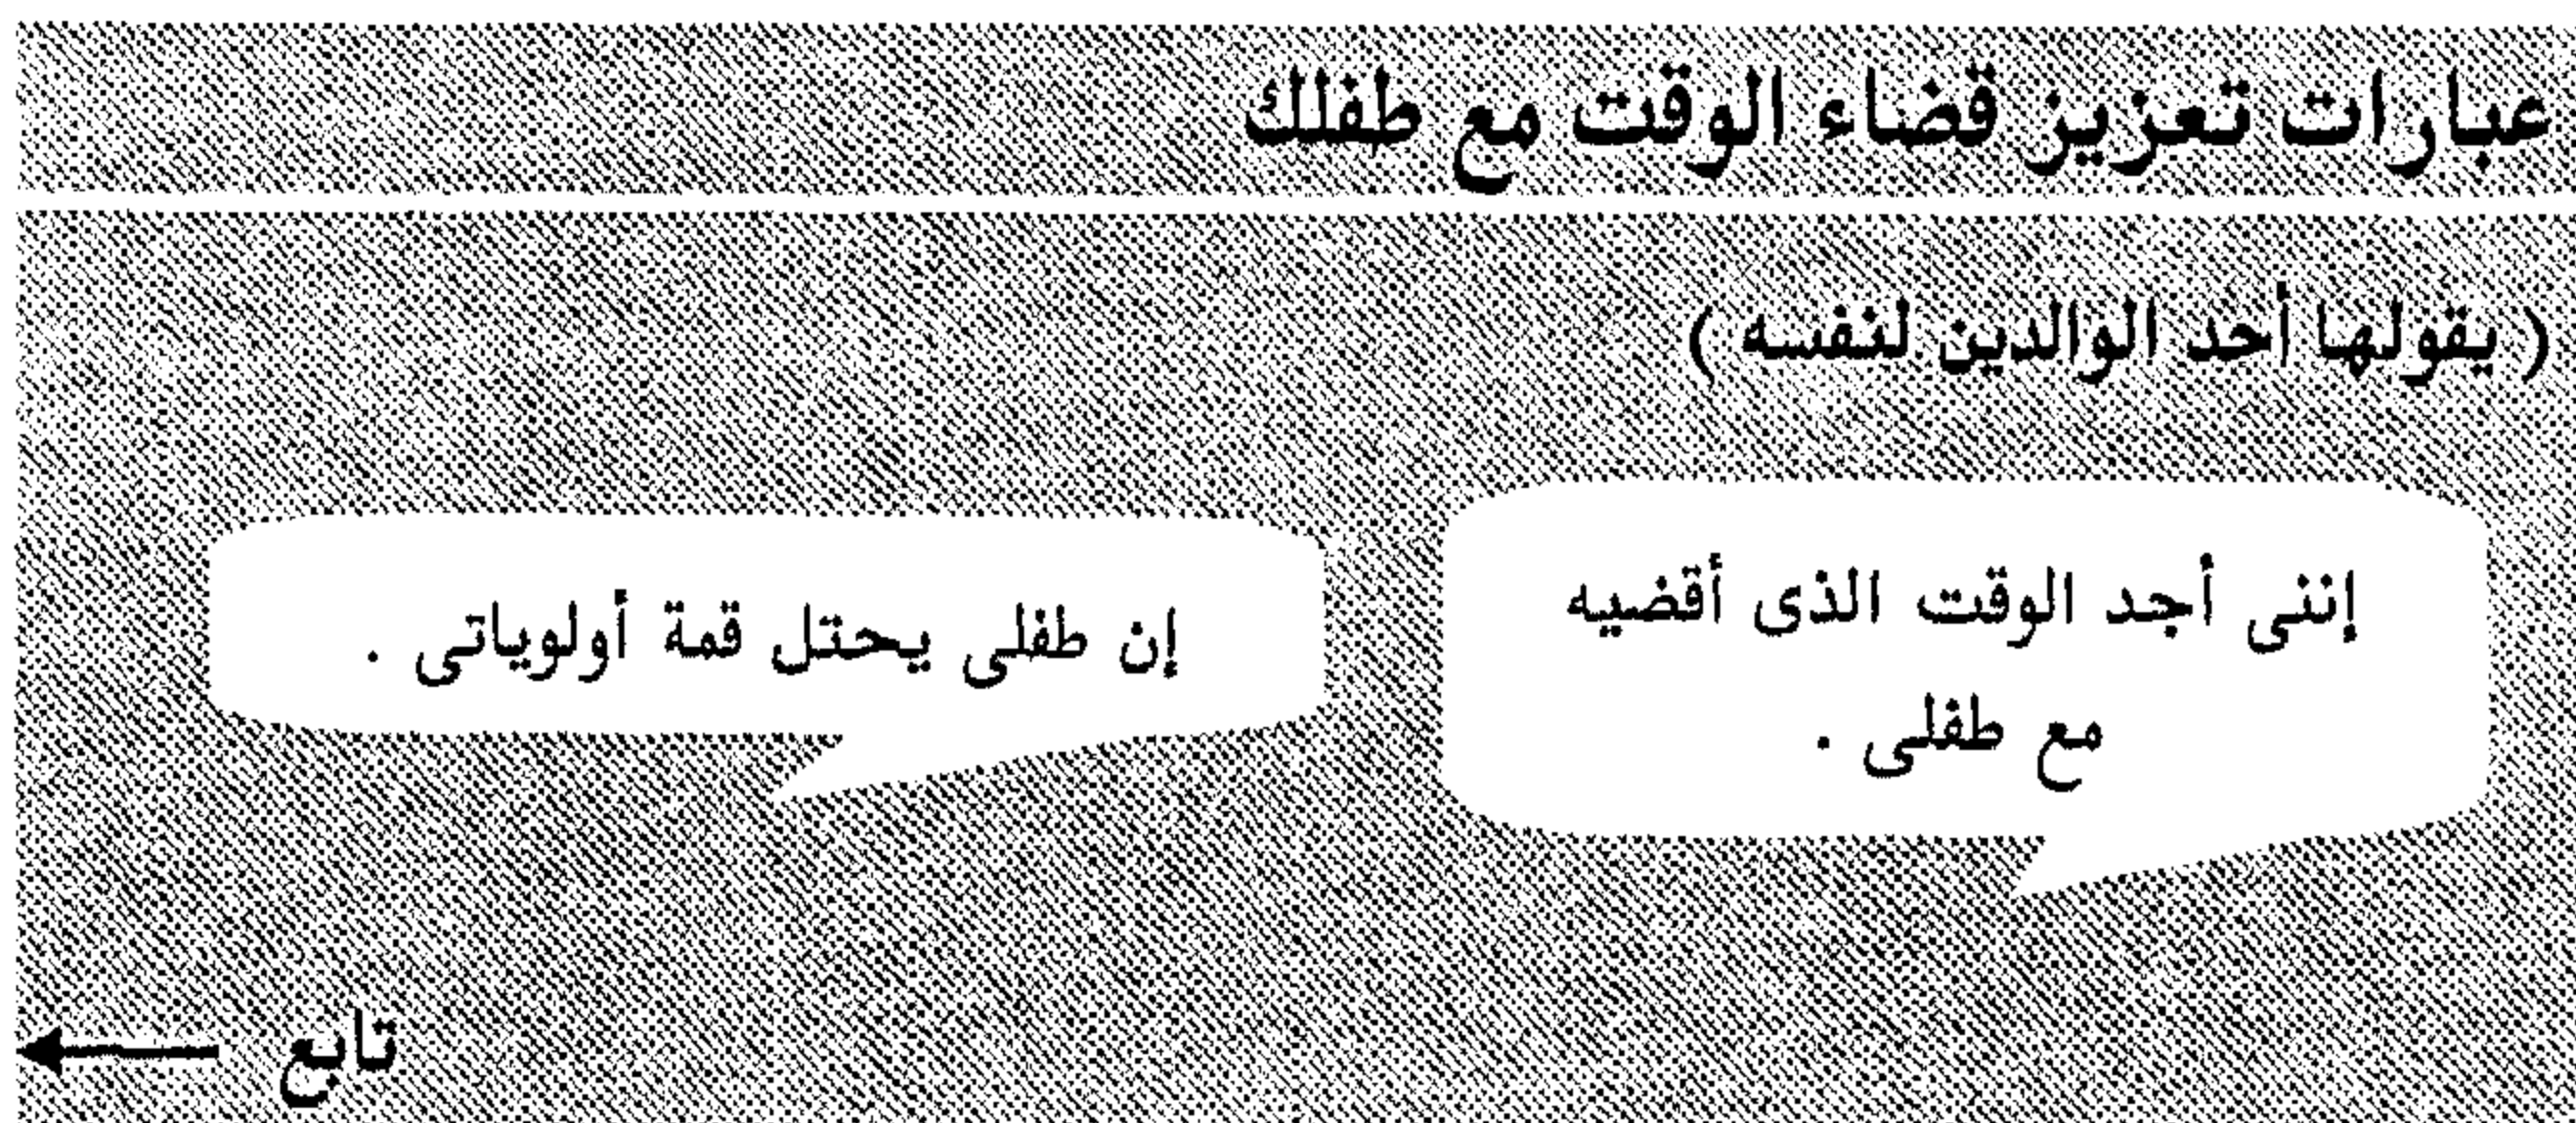 عبارات تعزيز قضاء الوقت مع طفلك
( يقولها أحد الوالدين لنفسه )
إننى أجد الوقت الذى أقضيه
مع طفلى .
إن طفلى يحتل قمة أولوياتى .
تابع